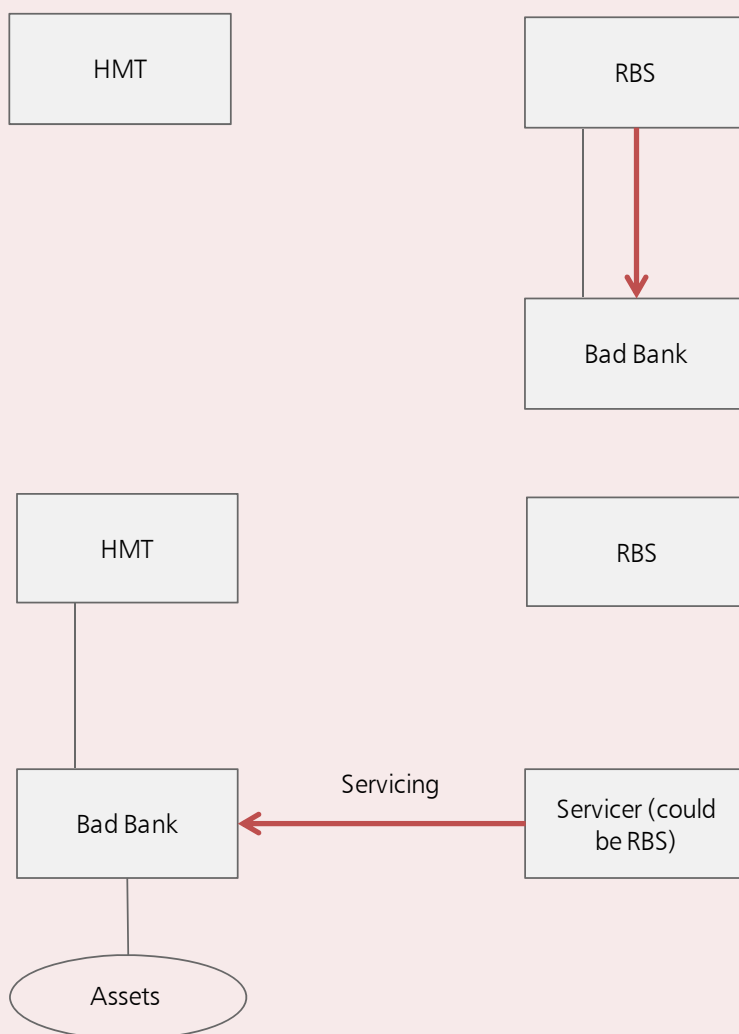 HMT
RBS
Bad Bank
HMT
RBS
Servicing
Bad Bank
Servicer (could
be RBS)
Assets